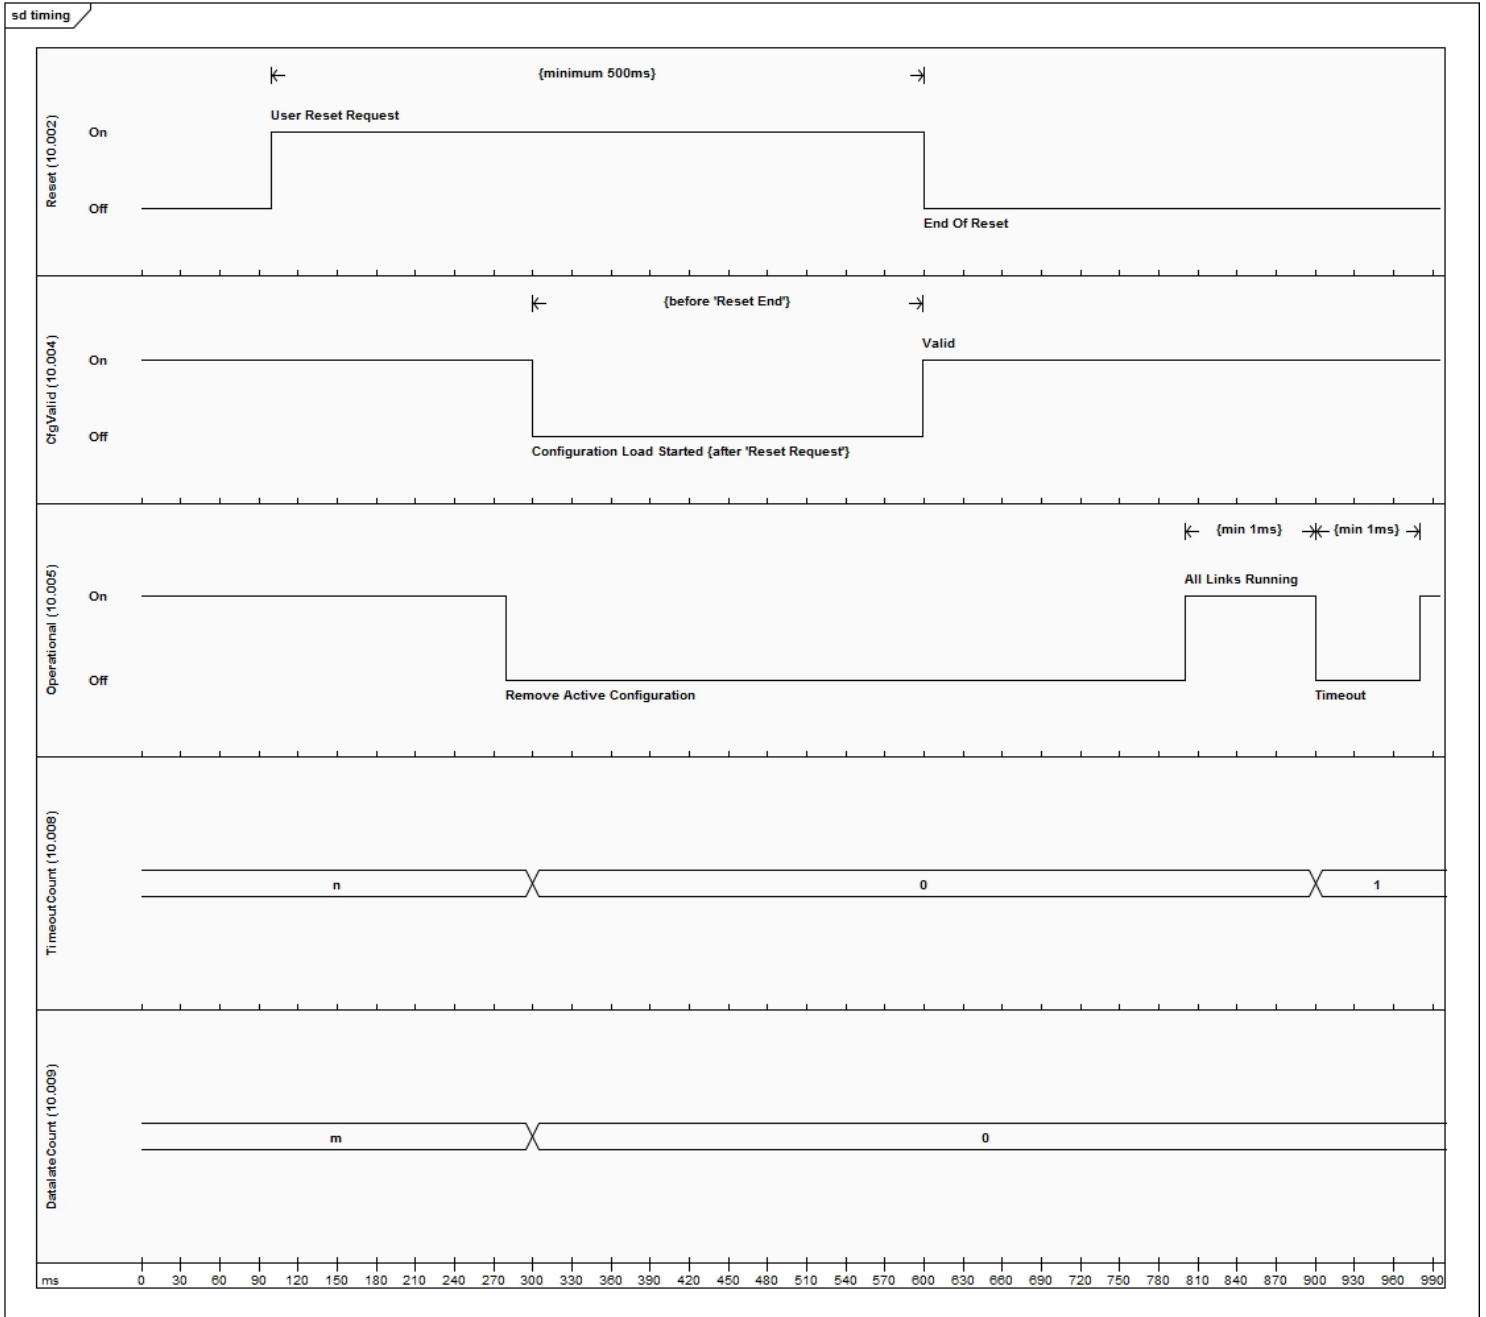 sd timing
{minimum 500ms}
User Reset Request
Reset (10.002)
On
Off
End Of Reset
{before 'Reset End'}
Valid
CfgValid (10.004)
On
Off
Configuration Load Started {after 'Reset Request'}
{min 1ms} {min 1ms}
All Links Running
Operational (10.005)
On
Off
Remove Active Configuration Timeout
TimeoutCount (10.008)
n 0 1
DatalateCount (10.009)
m 0
ms 0 30 60 90 120 150 180 210 240 270 300 330 360 390 420 450 480 510 540 570 600 630 660 690 720 750 780 810 840 870 900 930 960 990